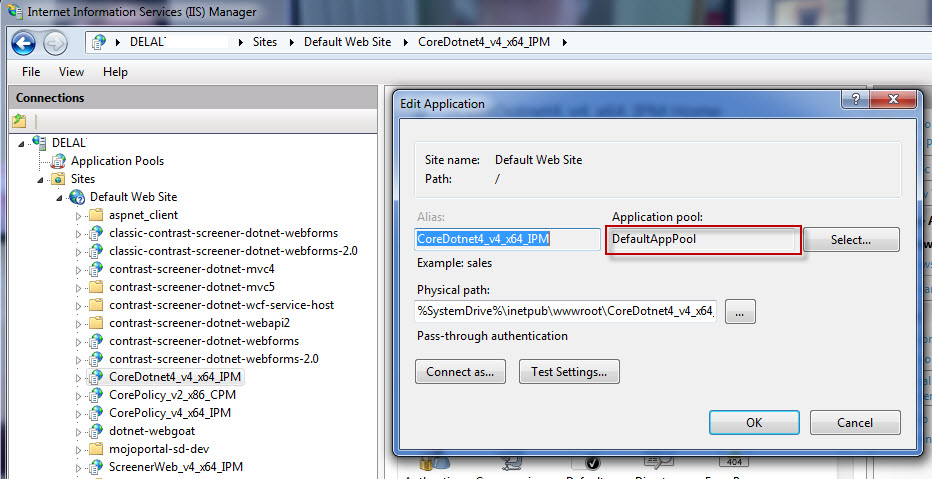 Internet Information Services (IIS) Manager
DELAL Sites Default Web Site CoreDotnet4_v4_x64_IPM
File View Help
Connections
DELAL
Application Pools
Sites
Default Web Site
aspnet_client
classic-contrast-screener-dotnet-webforms
classic-contrast-screener-dotnet-webforms-2.0
contrast-screener-dotnet-mvc4
contrast-screener-dotnet-mvc5
contrast-screener-dotnet-wcf-service-host
contrast-screener-dotnet-webapi2
contrast-screener-dotnet-webforms
contrast-screener-dotnet-webforms-2.0
CoreDotnet4_v4_x64_IPM
CorePolicy_v2_x86_CPM
CorePolicy_v4_x64_IPM
dotnet-webgoat
mojoportal-sd-dev
ScreenerWeb_v4_x64_IPM
Edit Application
Site name: Default Web Site
Path: /
Alias: Application pool:
CoreDotnet4_v4_x64_IPM DefaultAppPool Select...
Example: sales
Physical path:
%SystemDrive%\inetpub\wwwroot\CoreDotnet4_v4_x64_ ...
Pass-through authentication
Connect as... Test Settings...
OK Cancel
404